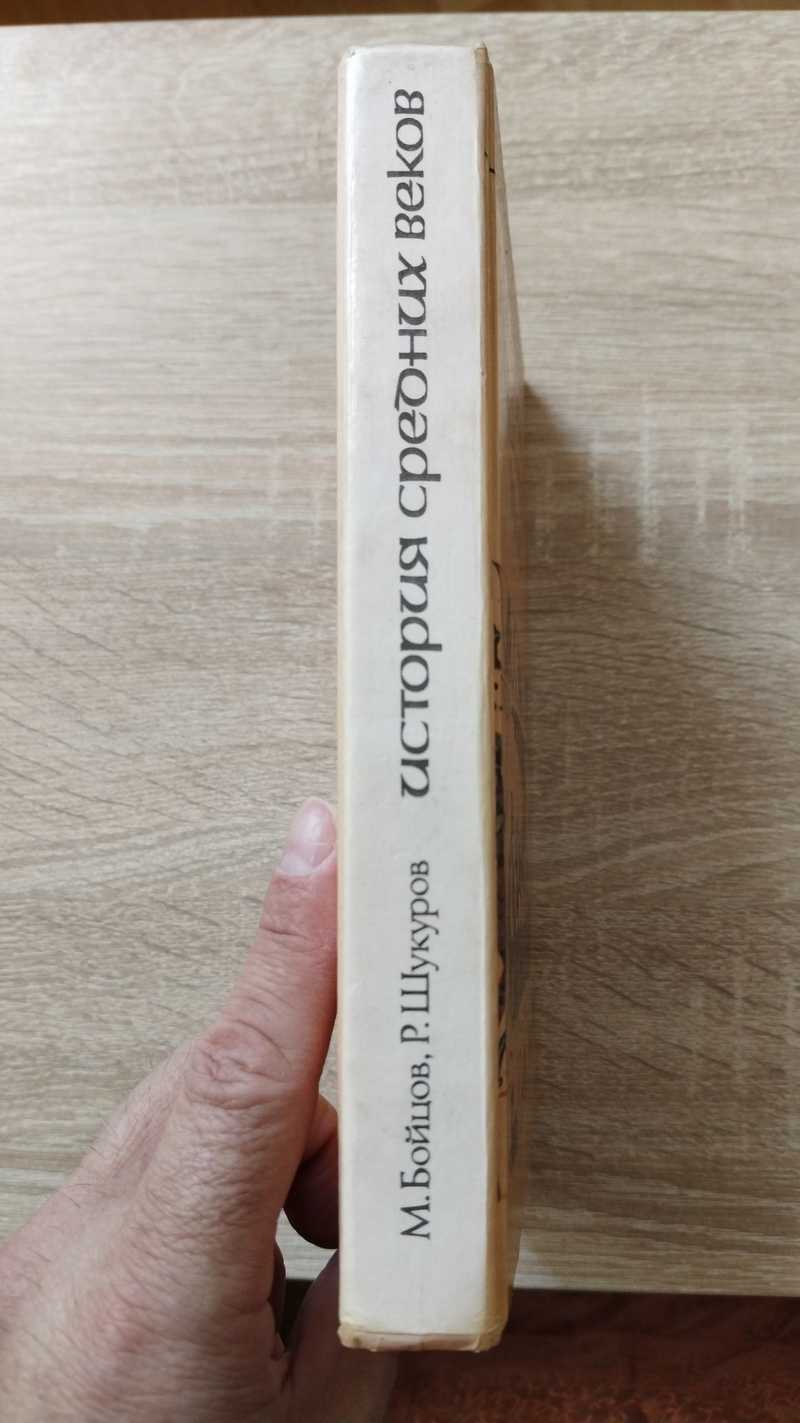 М. Бойцов, Р. Шукуров история средних веков